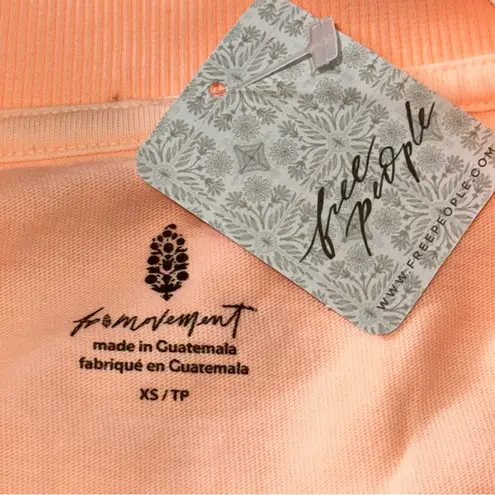 free
people
WWW.FREEPEOPLE.COM
fp movement
made in Guatemala
fabriqué en Guatemala
XS / TP